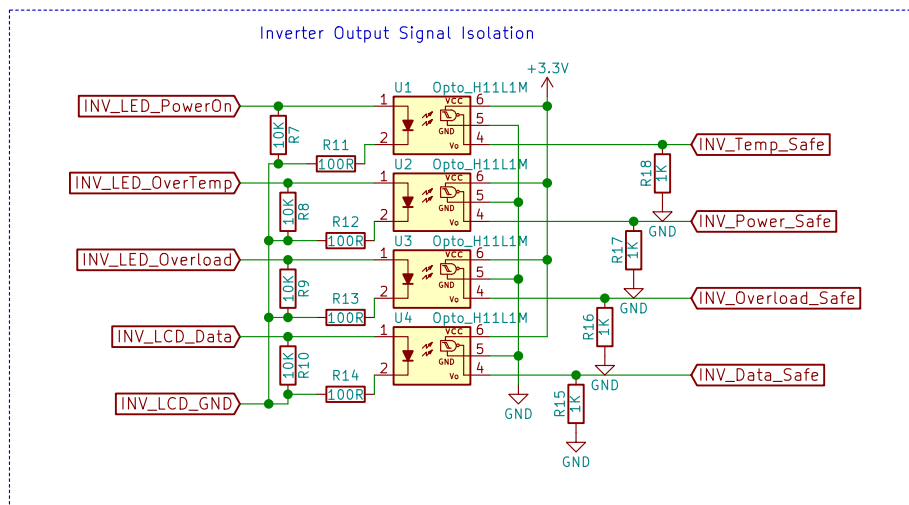 Inverter Output Signal Isolation
+3.3V
U1 Opto_H11L1M
INV_LED_PowerOn 1 VCC 6
10K R7 GND 5
R11 2 Vo 4 INV_Temp_Safe
100R
U2 Opto_H11L1M
R18 1K
INV_LED_OverTemp 1 VCC 6
10K R8 GND 5
R12 2 Vo 4 GND INV_Power_Safe
100R
U3 Opto_H11L1M
R17 1K
INV_LED_Overload 1 VCC 6
10K R9 GND 5
R13 2 Vo 4 GND INV_Overload_Safe
100R
U4 Opto_H11L1M
R16 1K
INV_LCD_Data 1 VCC 6
10K R10 GND 5
R14 2 Vo 4 GND INV_Data_Safe
100R
INV_LCD_GND GND R15 1K
GND